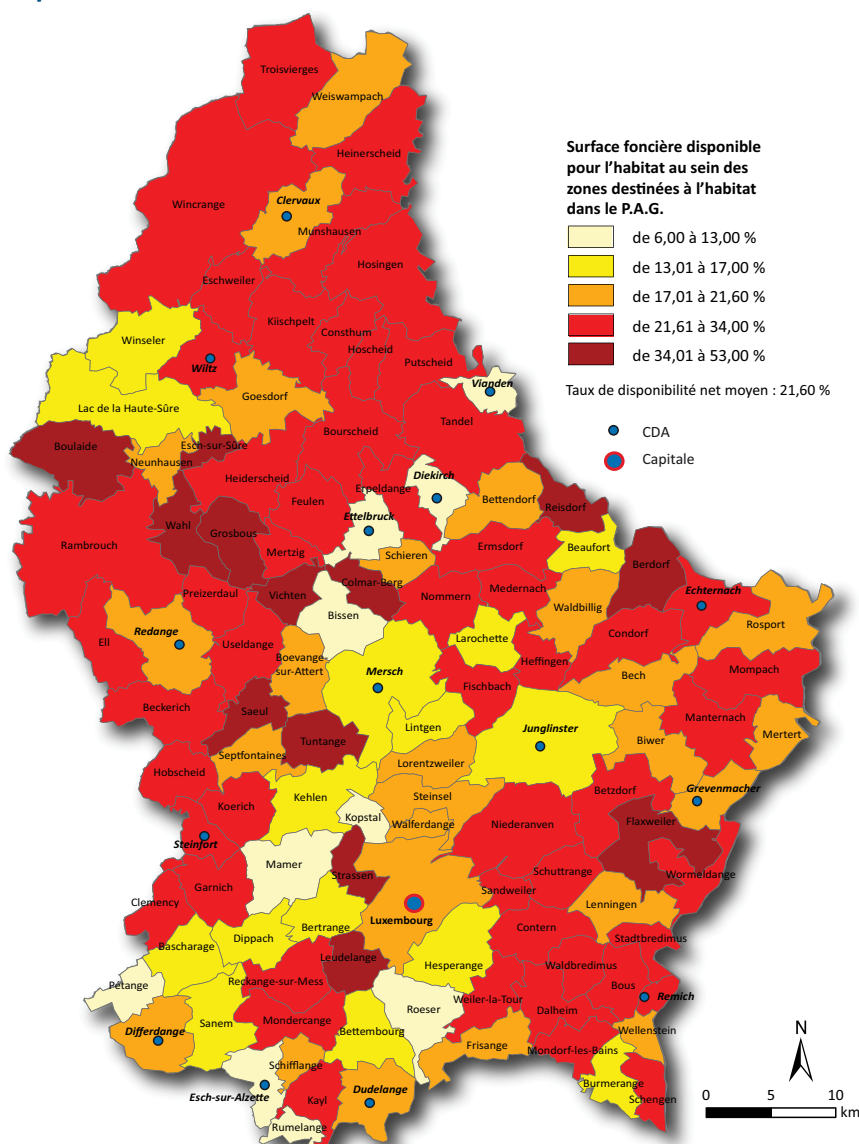 Troisvierges
Weiswampach
Heinerscheid
Wincrange
Clervaux
Munshausen
Hosingen
Eschweiler
Kiischpelt
Consthum
Hoscheid
Putscheid
Winseler
Wiltz
Vianden
Goesdorf
Lac de la Haute-Sûre
Tandel
Bourscheid
Boulaide
Esch-sur-Sûre
Neunhausen
Heiderscheid
Diekirch
Erpeldange
Feulen
Bettendorf
Reisdorf
Ettelbruck
Wahl
Grosbous
Rambrouch
Mertzig
Schieren
Ermsdorf
Beaufort
Berdorf
Colmar-Berg
Preizerdaul
Vichten
Nommern
Medernach
Echternach
Waldbillig
Bissen
Rosport
Redange
Ell
Useldange
Larochette
Condorf
Boevange-
sur-Attert
Mersch
Heffingen
Mompach
Bech
Fischbach
Beckerich
Saeul
Manternach
Lintgen
Junglinster
Mertert
Tuntange
Biwer
Septfontaines
Lorentzweiler
Hobscheid
Betzdorf
Grevenmacher
Kehlen
Steinsel
Koerich
Kopstal
Walferdange
Niederanven
Flaxweiler
Steinfort
Mamer
Strassen
Schuttrange
Wormeldange
Garnich
Sandweiler
Clemency
Lenningen
Luxembourg
Bertrange
Contern
Dippach
Stadtbredimus
Bascharage
Leudelange
Hesperange
Waldbredimus
Reckange-sur-Mess
Bous
Pétange
Weiler-la-Tour
Remich
Roeser
Dalheim
Mondercange
Sanem
Bettembourg
Differdange
Wellenstein
Frisange
Mondorf-les-Bains
Schifflange
Burmerange
Esch-sur-Alzette
Kayl
Dudelange
Schengen
Rumelange
Surface foncière disponible
pour l'habitat au sein des
zones destinées à l'habitat
dans le P.A.G.
de 6,00 à 13,00 %
de 13,01 à 17,00 %
de 17,01 à 21,60 %
de 21,61 à 34,00 %
de 34,01 à 53,00 %
Taux de disponibilité net moyen : 21,60 %
CDA
Capitale
N
0 5 10
km